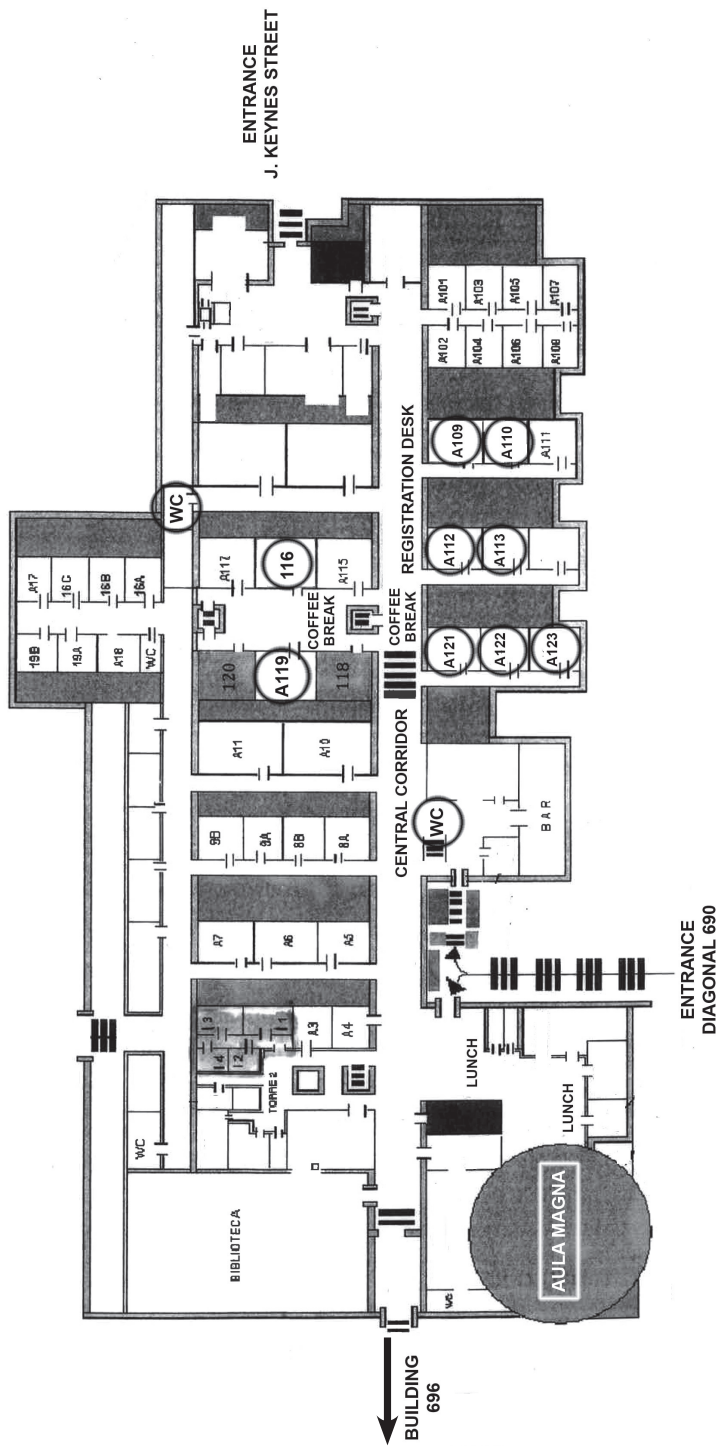 19B
A17
19A
16C
A18
16B
WC
WC
16A
WC
A7
9B
A11
120
A117
BIBLIOTECA
TORRE 2
9A
ENTRANCE
J. KEYNES STREET
A6
8B
A119
116
A3
A10
COFFEE
BREAK
A4
A5
8A
118
A115
CENTRAL CORRIDOR
COFFEE
BREAK
REGISTRATION DESK
BUILDING
696
WC
A121
A112
A109
A102
A101
LUNCH
A122
A113
A110
A104
A103
A106
A105
BAR
A123
A111
A108
A107
AULA MAGNA
LUNCH
ENTRANCE
DIAGONAL 690